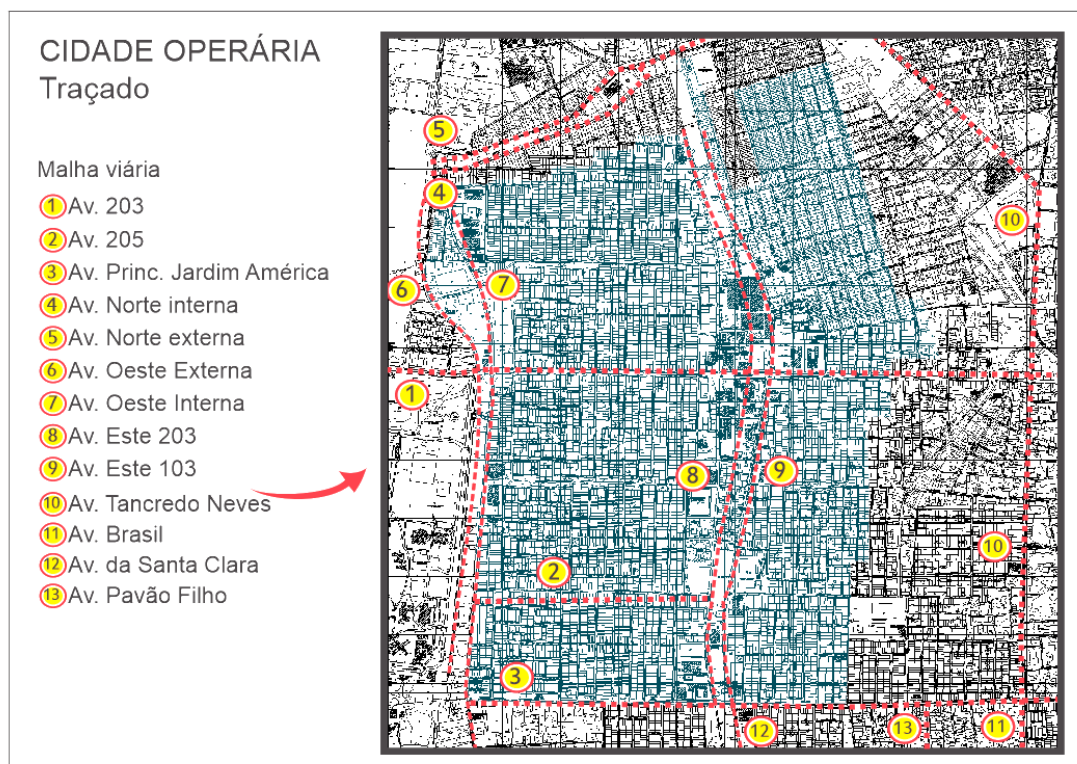 CIDADE OPERÁRIA
Traçado
Malha viária
1 Av. 203
2 Av. 205
3 Av. Princ. Jardim América
4 Av. Norte interna
5 Av. Norte externa
6 Av. Oeste Externa
7 Av. Oeste Interna
8 Av. Este 203
9 Av. Este 103
10 Av. Tancredo Neves
11 Av. Brasil
12 Av. da Santa Clara
13 Av. Pavão Filho
5
4
10
6
7
1
8
9
10
2
3
12
13
11